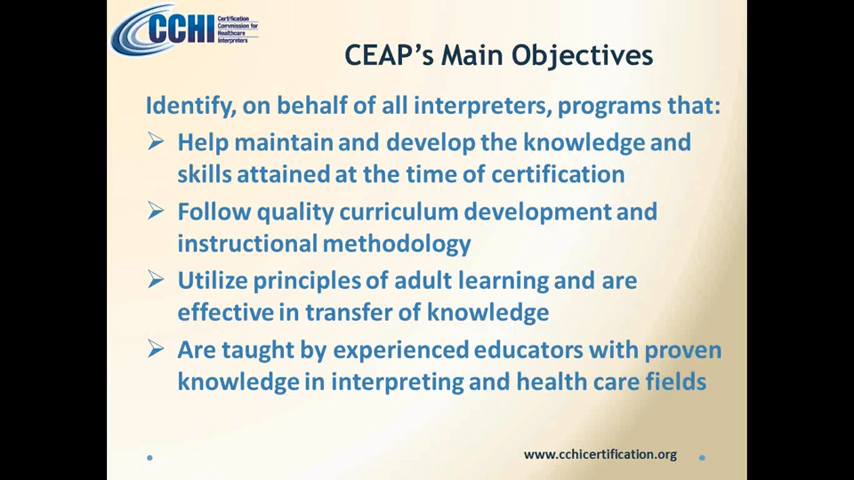 CCHI
Certification
Commission for
Healthcare
Interpreters
CEAP's Main Objectives
Identify, on behalf of all interpreters, programs that:
Help maintain and develop the knowledge and
skills attained at the time of certification
Follow quality curriculum development and
instructional methodology
Utilize principles of adult learning and are
effective in transfer of knowledge
Are taught by experienced educators with proven
knowledge in interpreting and health care fields
www.cchicertification.org